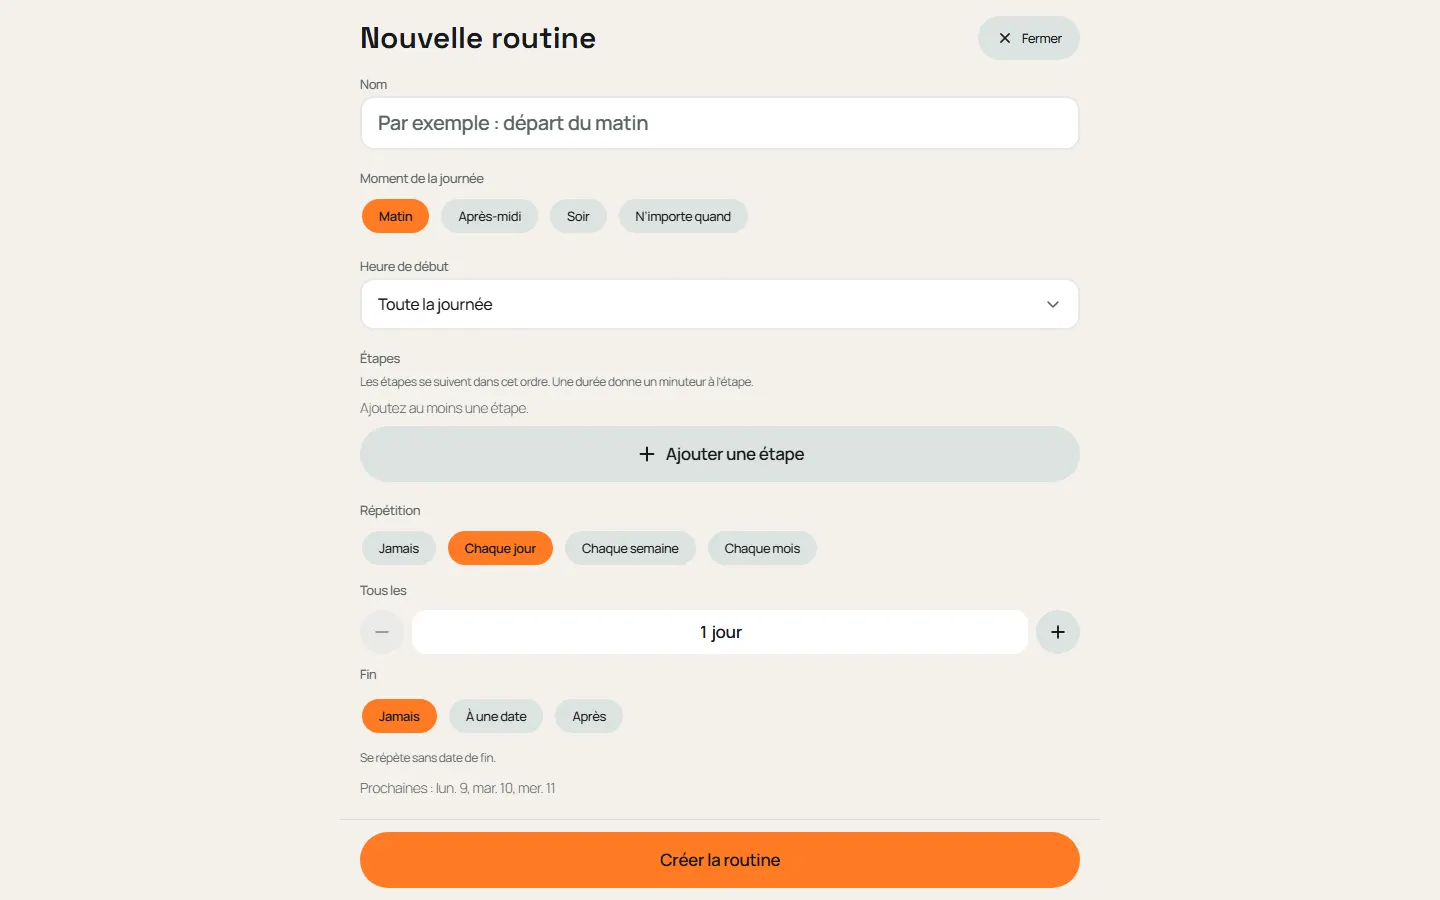 Nouvelle routine
Fermer
Nom
Par exemple : départ du matin
Moment de la journée
Matin
Après-midi
Soir
N'importe quand
Heure de début
Toute la journée
Étapes
Les étapes se suivent dans cet ordre. Une durée donne un minuteur à l'étape.
Ajoutez au moins une étape.
Ajouter une étape
Répétition
Jamais
Chaque jour
Chaque semaine
Chaque mois
Tous les
1 jour
Fin
Jamais
À une date
Après
Se répète sans date de fin.
Prochaines : lun. 9, mar. 10, mer. 11
Créer la routine